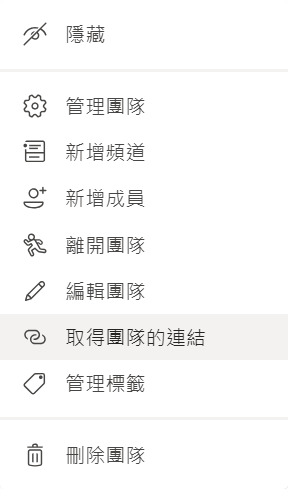 隱藏
管理團隊
新增頻道
新增成員
離開團隊
編輯團隊
取得團隊的連結
管理標籤
刪除團隊